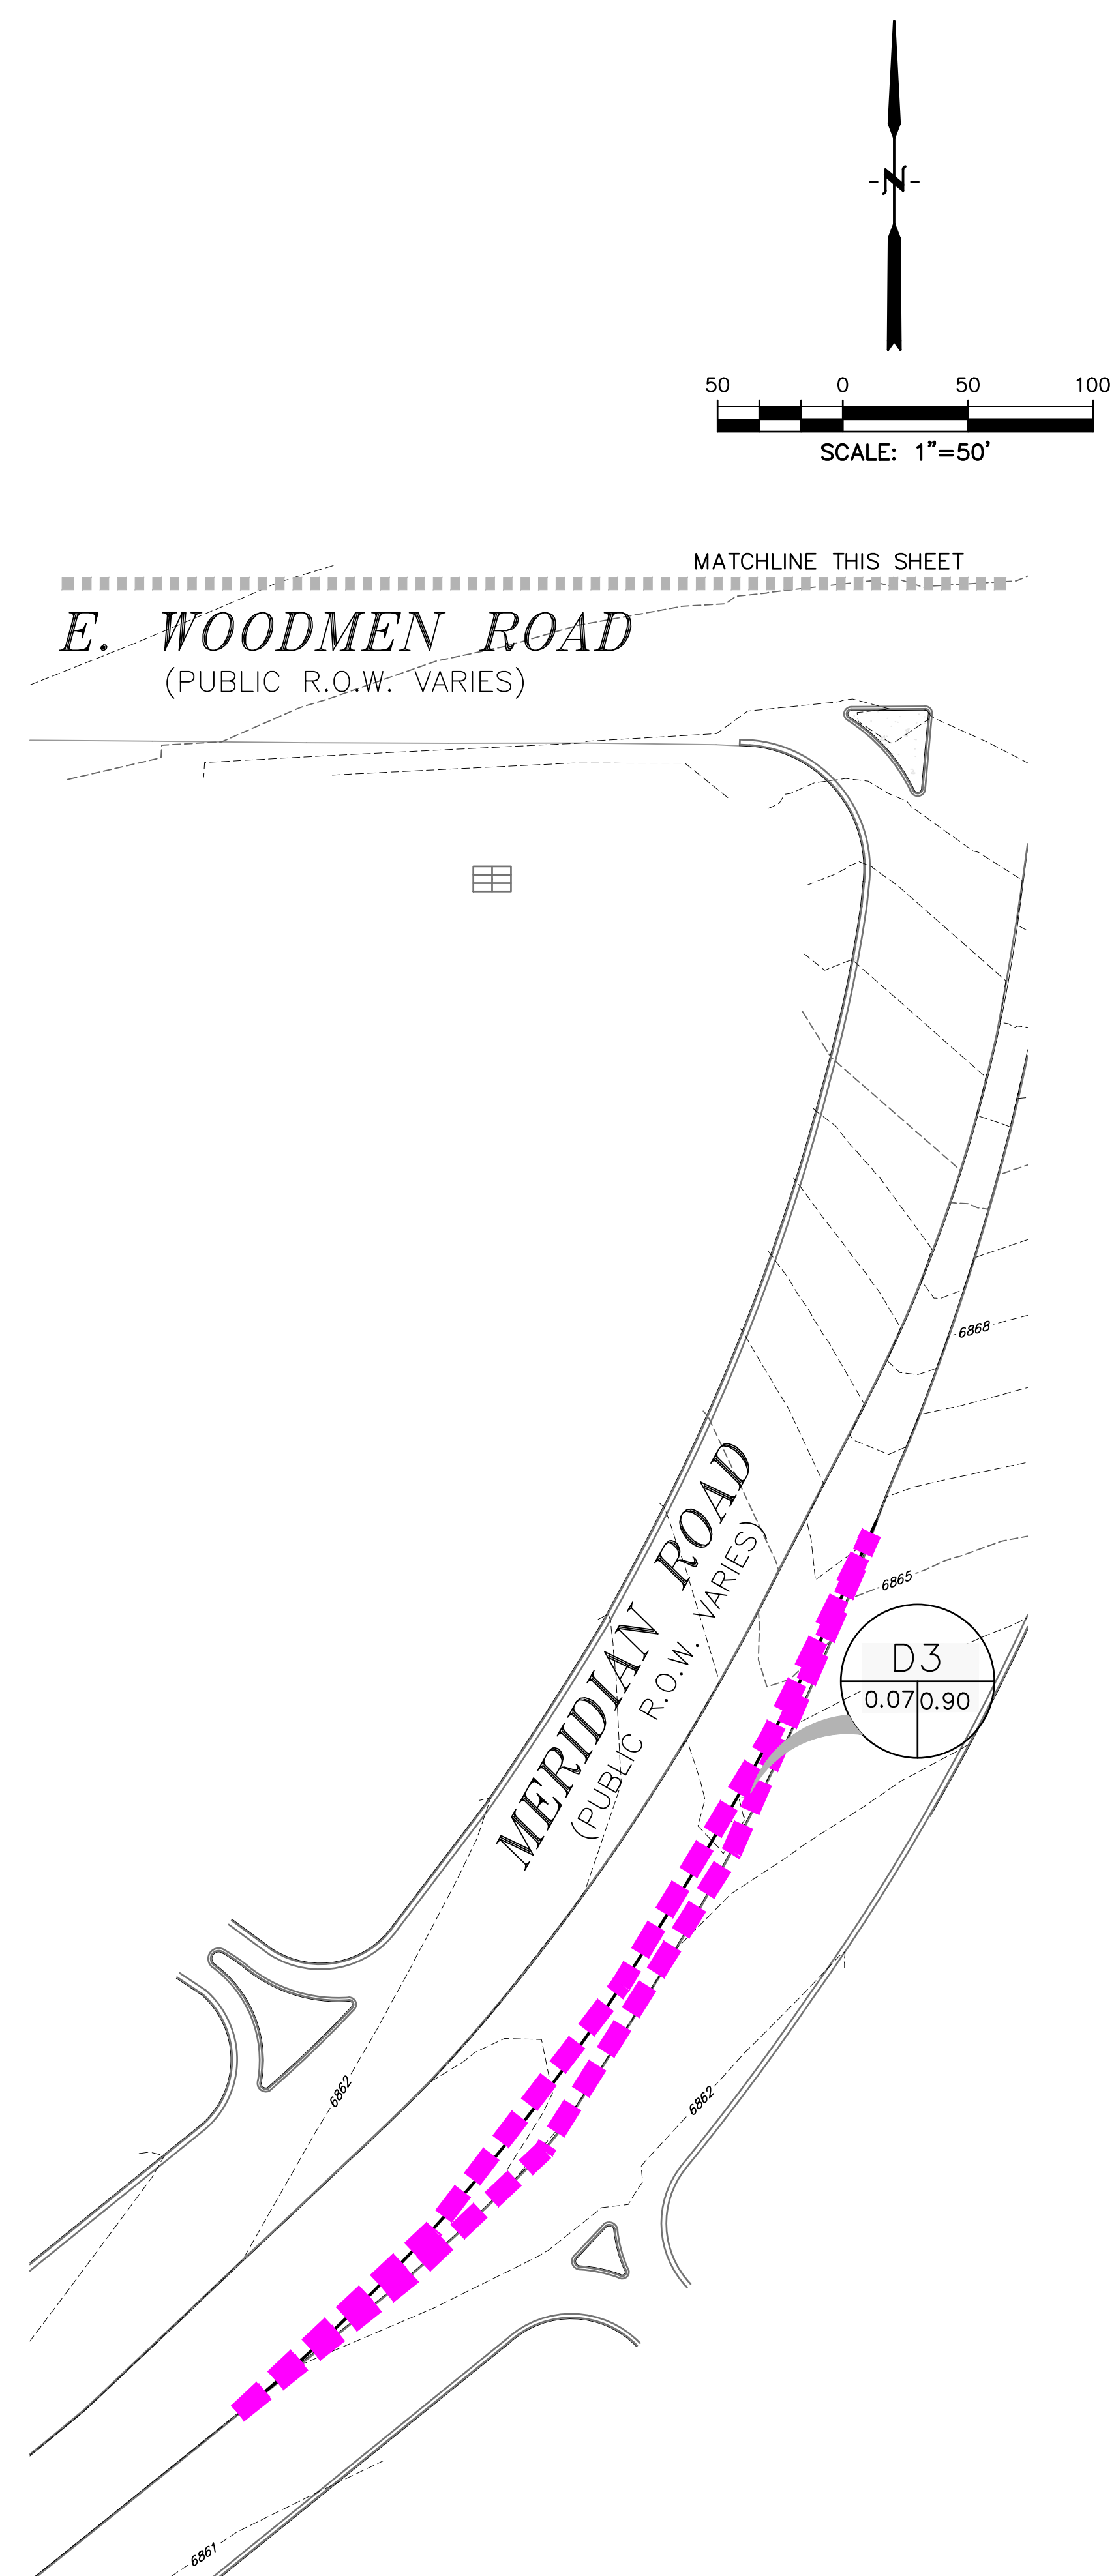 N
50 0 50 100
SCALE: 1"=50'
MATCHLINE THIS SHEET
E. WOODMEN ROAD
(PUBLIC R.O.W. VARIES)
6868
MERIDIAN ROAD
(PUBLIC R.O.W. VARIES)
6865
D3
0.07 0.90
6862
6862
6861